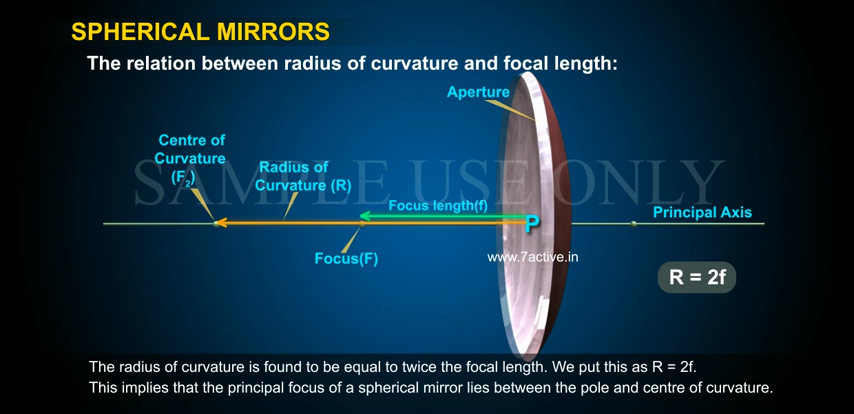 SPHERICAL MIRRORS
The relation between radius of curvature and focal length:
Aperture
Centre of
Curvature
(F2)
Radius of
Curvature (R)
SAMPLE USE ONLY
Focus length(f)
P
Principal Axis
Focus(F)
www.7active.in
R = 2f
The radius of curvature is found to be equal to twice the focal length. We put this as R = 2f.
This implies that the principal focus of a spherical mirror lies between the pole and centre of curvature.